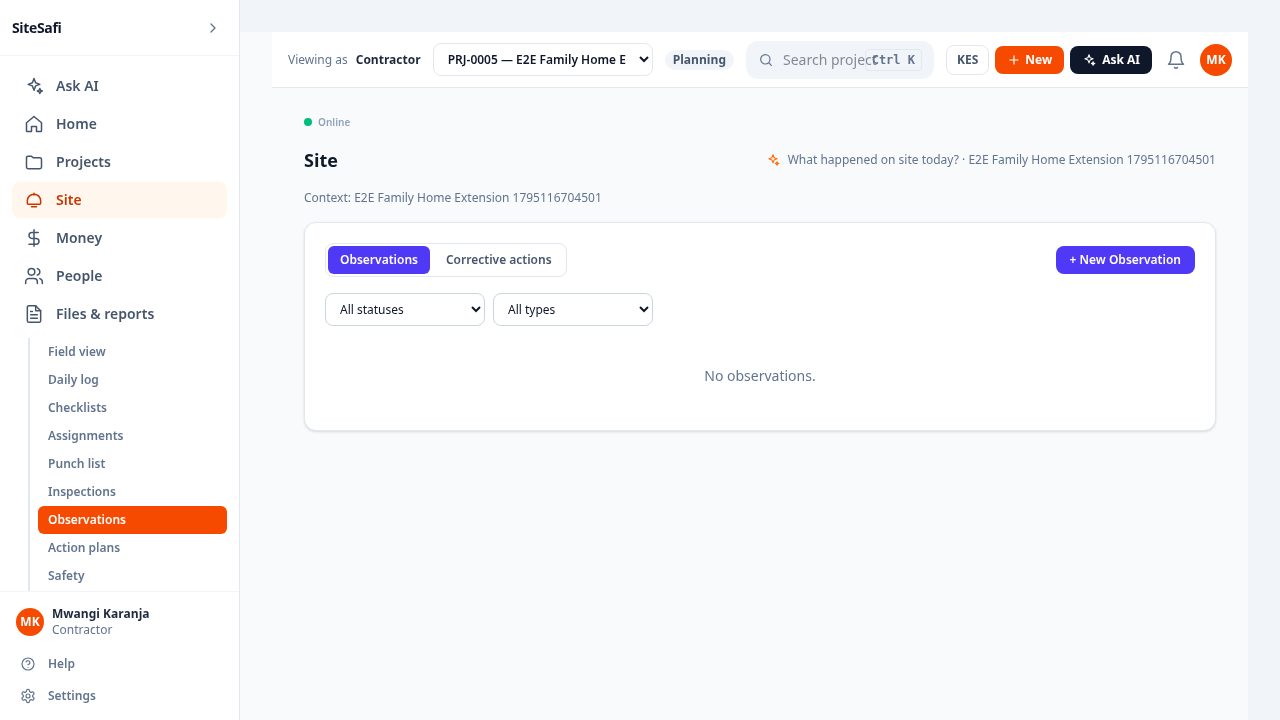 SiteSafi
Ask AI
Home
Projects
Site
Money
People
Files & reports
Field view
Daily log
Checklists
Assignments
Punch list
Inspections
Observations
Action plans
Safety
MK
Mwangi Karanja
Contractor
Help
Settings
Viewing as Contractor
PRJ-0005 — E2E Family Home E
Planning
Search project
Ctrl K
KES
New
Ask AI
MK
Online
Site
What happened on site today? · E2E Family Home Extension 1795116704501
Context: E2E Family Home Extension 1795116704501
Observations
Corrective actions
+ New Observation
All statuses
All types
No observations.